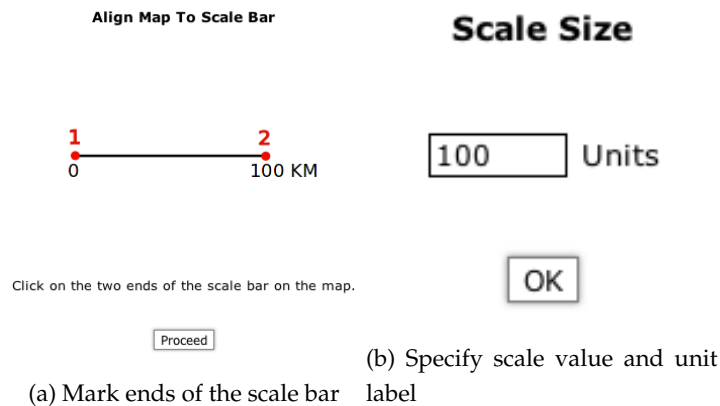 Align Map To Scale Bar
1 2
0 100 KM
Click on the two ends of the scale bar on the map.
Proceed
(a) Mark ends of the scale bar
Scale Size
100 Units
OK
(b) Specify scale value and unit
label